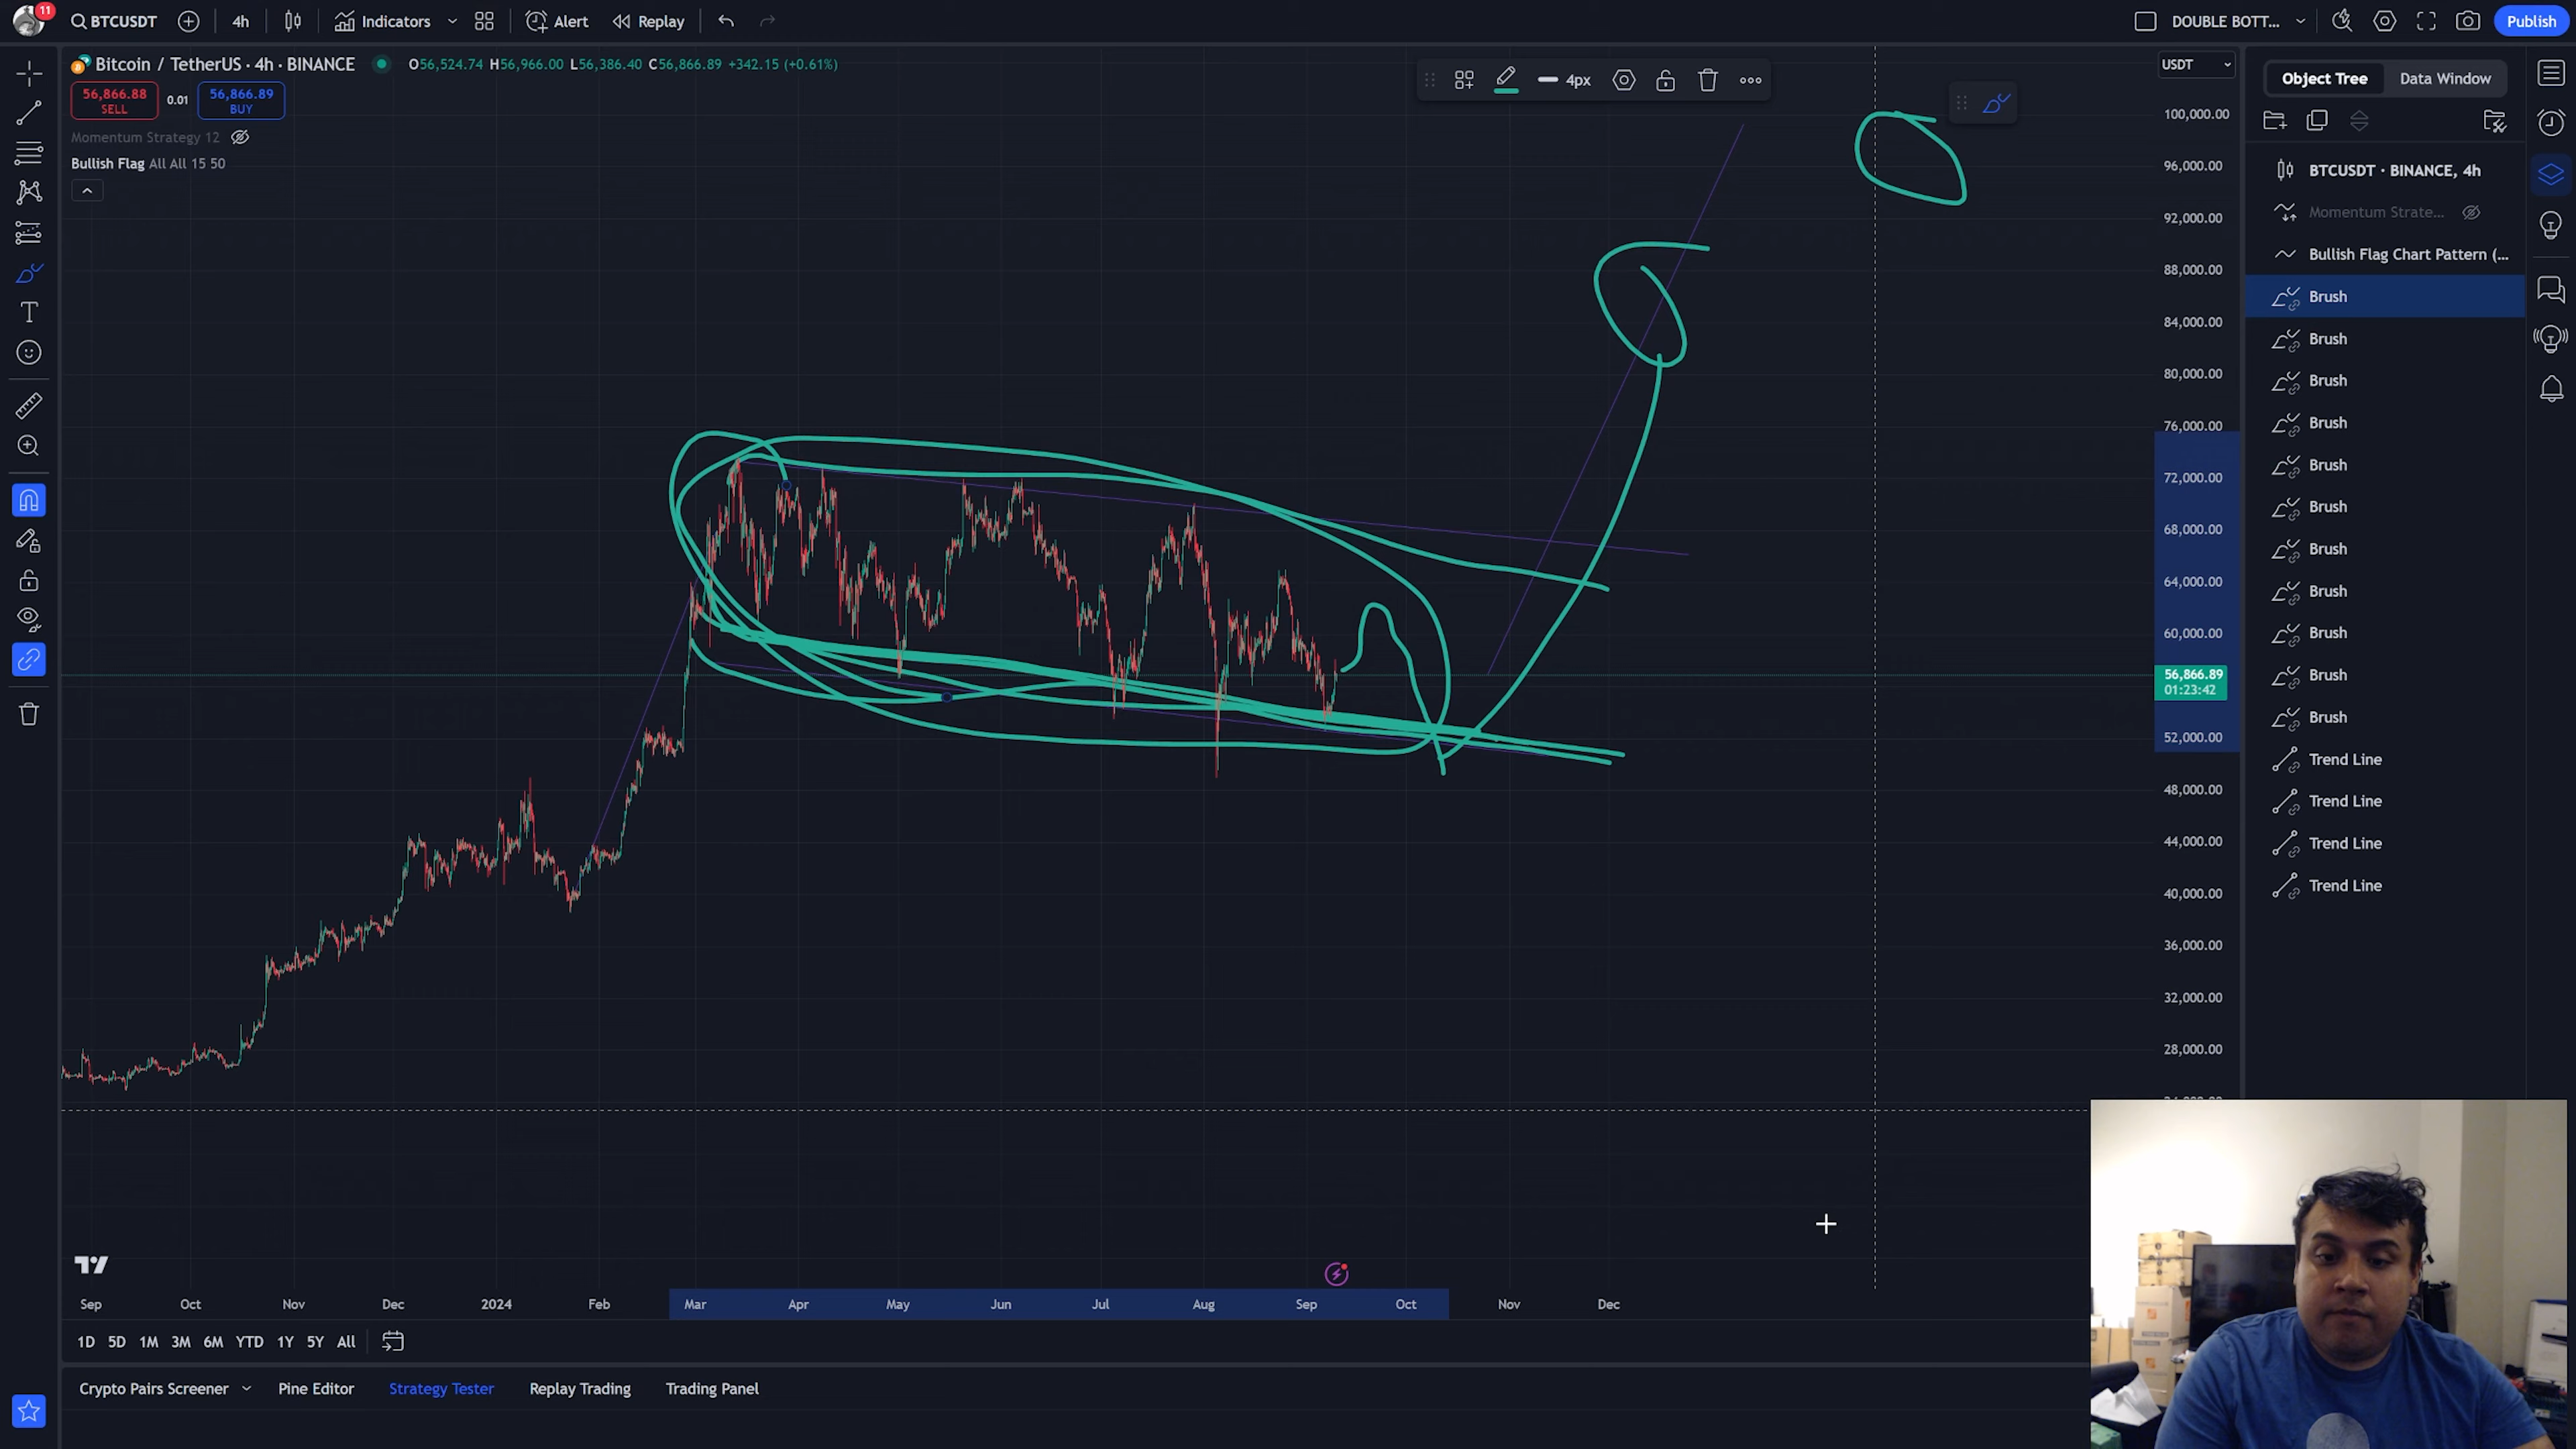 11
BTCUSDT
4h
Indicators
Alert
Replay
DOUBLE BOTT...
Publish
Bitcoin / TetherUS · 4h · BINANCE
O56,524.74 H56,966.00 L56,386.40 C56,866.89 +342.15 (+0.61%)
56,866.88
SELL
0.01
56,866.89
BUY
Momentum Strategy 12
Bullish Flag All All 15 50
4px
USDT
100,000.00
96,000.00
92,000.00
88,000.00
84,000.00
80,000.00
76,000.00
72,000.00
68,000.00
64,000.00
60,000.00
56,866.89
01:23:42
52,000.00
48,000.00
44,000.00
40,000.00
36,000.00
32,000.00
28,000.00
Object Tree
Data Window
BTCUSDT · BINANCE, 4h
Momentum Strate...
Bullish Flag Chart Pattern (...
Brush
Brush
Brush
Brush
Brush
Brush
Brush
Brush
Brush
Brush
Brush
Trend Line
Trend Line
Trend Line
Trend Line
Sep Oct Nov Dec 2024 Feb Mar Apr May Jun Jul Aug Sep Oct Nov Dec
1D 5D 1M 3M 6M YTD 1Y 5Y All
Crypto Pairs Screener
Pine Editor
Strategy Tester
Replay Trading
Trading Panel